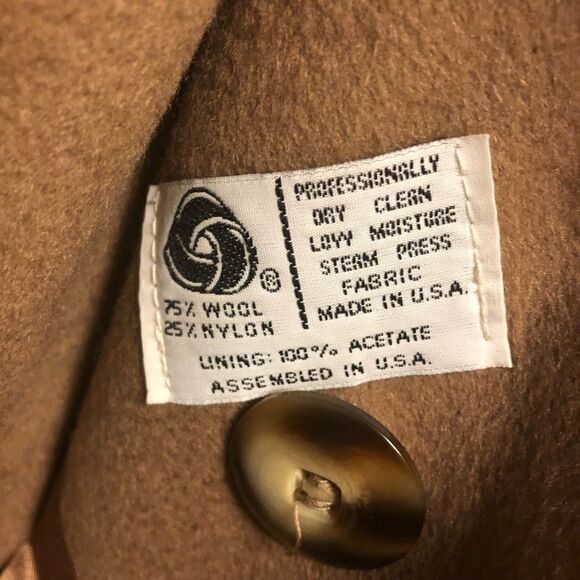 ®
75% WOOL
25% NYLON
PROFESSIONALLY
DRY CLEAN
LOW MOISTURE
STEAM PRESS
FABRIC
MADE IN U.S.A.
LINING: 100% ACETATE
ASSEMBLED IN U.S.A.